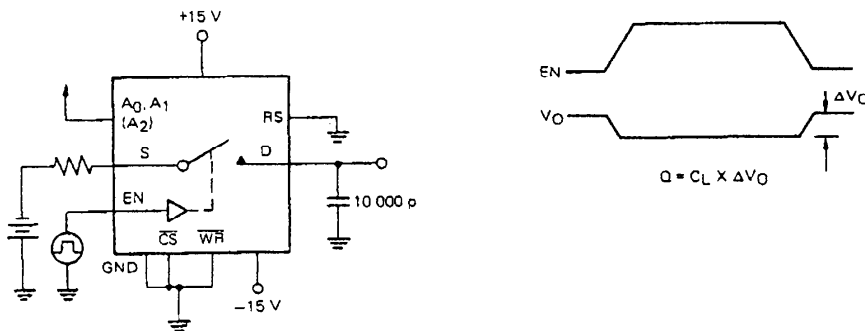 +15 V
A0, A1
(A2)
RS
S
D
EN
10 000 p
CS
WR
GND
−15 V
EN
VO
ΔVO
Q = CL X ΔVO